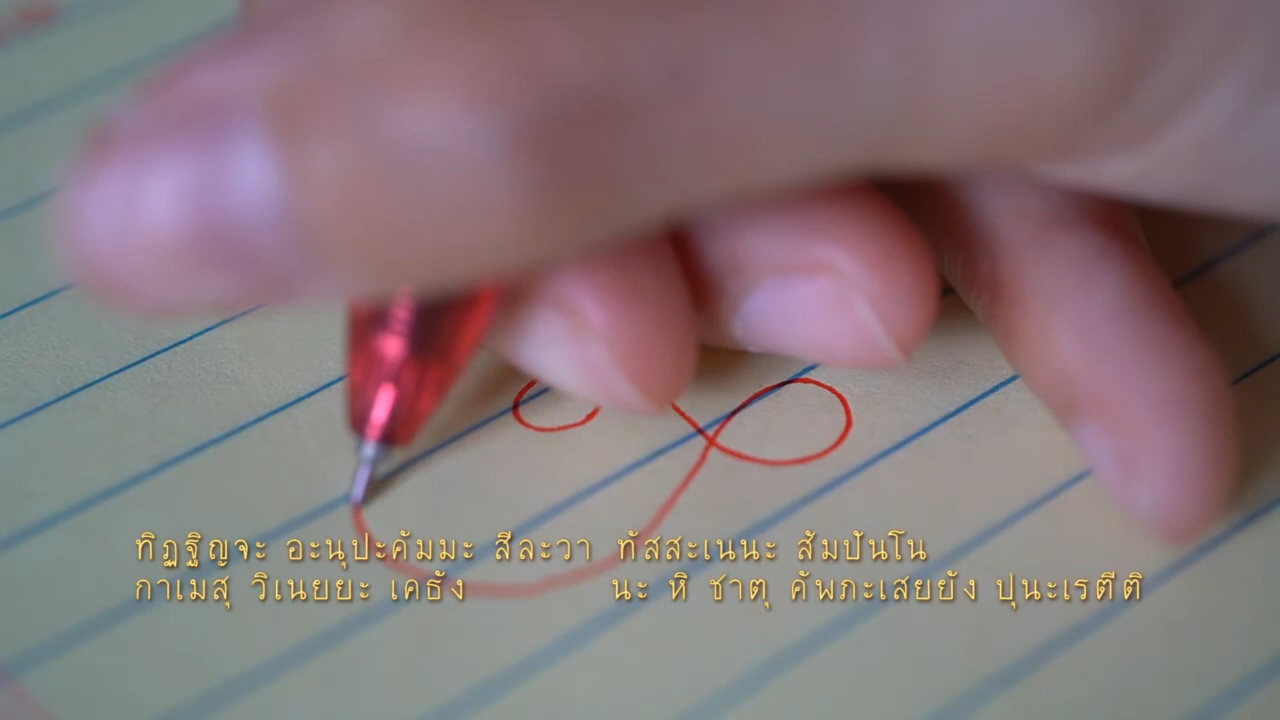 ทิฏฐิญจะ อะนุปะคัมมะ สีละวา ทัสสะเนนะ สัมปันโน
กาเมสุ วิเนยยะ เคธัง นะ หิ ชาตุ คัพภะเสยยัง ปุนะเรตีติ